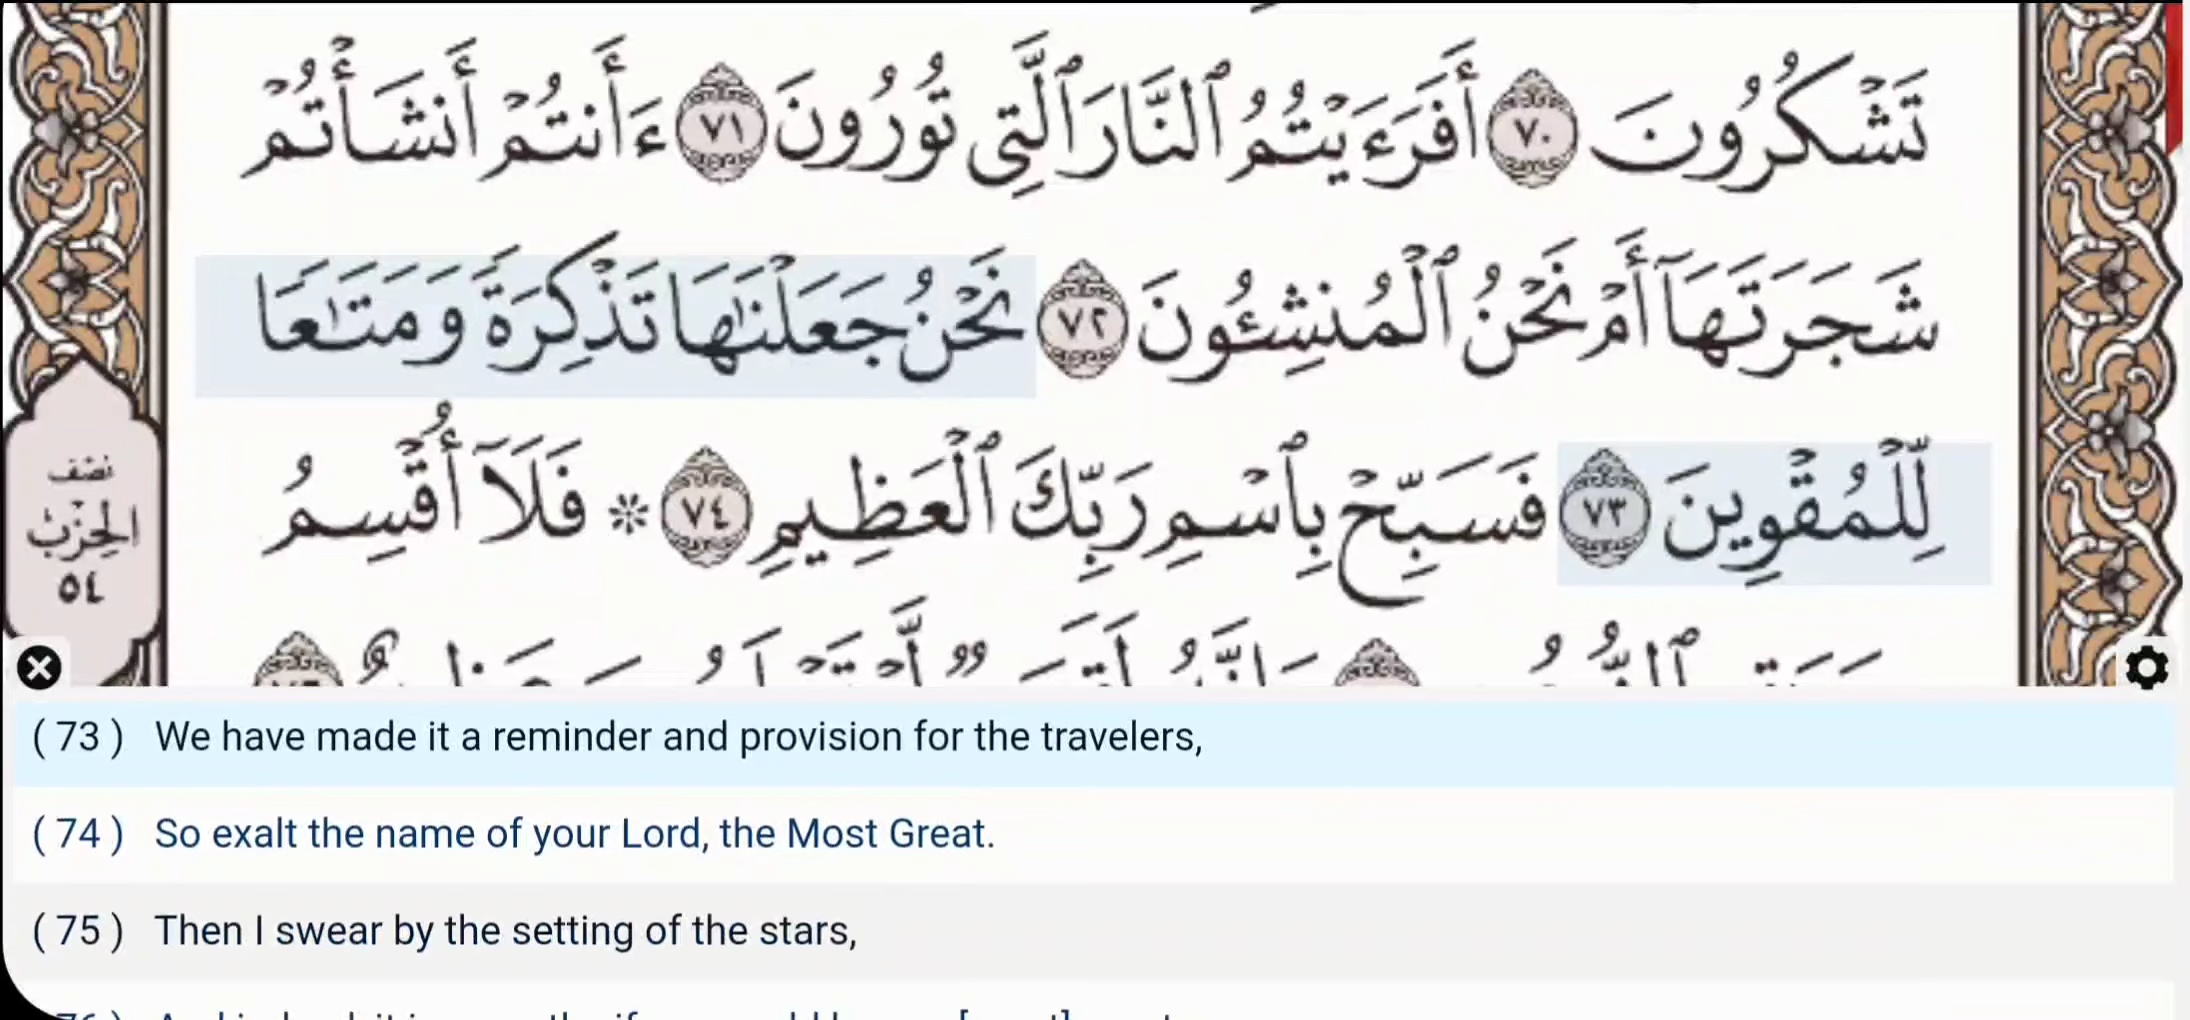 تَشْكُرُونَ ٧٠ أَفَرَءَيْتُمُ ٱلنَّارَ ٱلَّتِى تُورُونَ ٧١ ءَأَنتُمْ أَنشَأْتُمْ
شَجَرَتَهَآ أَمْ نَحْنُ ٱلْمُنشِـُٔونَ ٧٢ نَحْنُ جَعَلْنَـٰهَا تَذْكِرَةً وَمَتَـٰعًا
لِّلْمُقْوِينَ ٧٣ فَسَبِّحْ بِٱسْمِ رَبِّكَ ٱلْعَظِيمِ ٧٤ * فَلَآ أُقْسِمُ
نصف
الحزب
٥٤
( 73 ) We have made it a reminder and provision for the travelers,
( 74 ) So exalt the name of your Lord, the Most Great.
( 75 ) Then I swear by the setting of the stars,